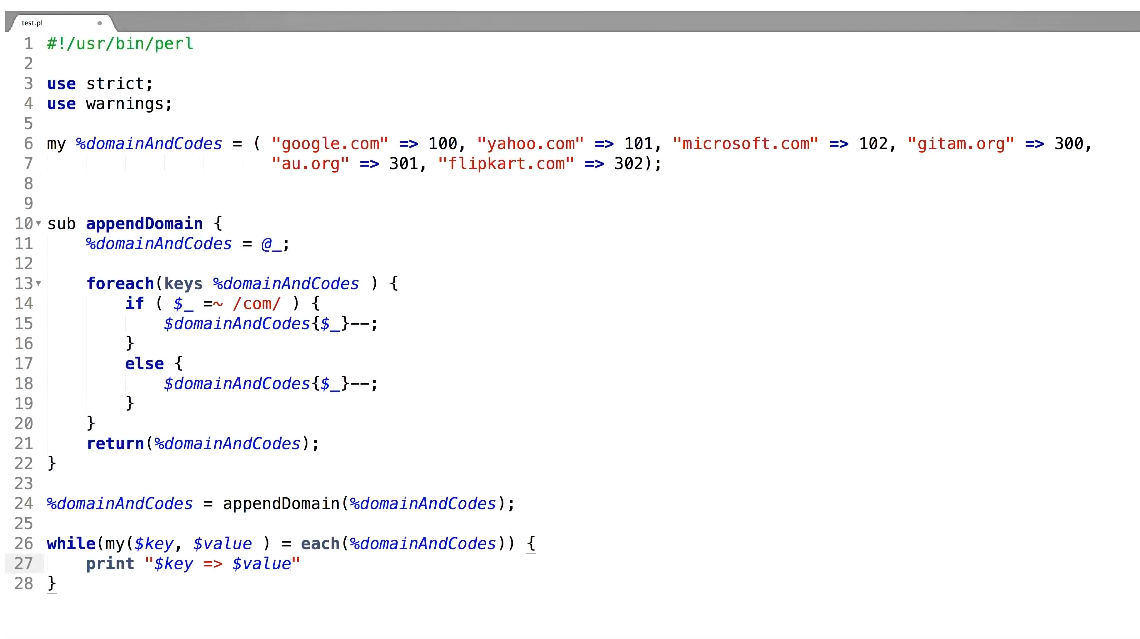 test.pl
1 #!/usr/bin/perl
2
3 use strict;
4 use warnings;
5
6 my %domainAndCodes = ( "google.com" => 100, "yahoo.com" => 101, "microsoft.com" => 102, "gitam.org" => 300,
7                        "au.org" => 301, "flipkart.com" => 302);
8
9
10 sub appendDomain {
11     %domainAndCodes = @_;
12
13     foreach(keys %domainAndCodes ) {
14         if ( $_ =~ /com/ ) {
15             $domainAndCodes{$_}--;
16         }
17         else {
18             $domainAndCodes{$_}--;
19         }
20     }
21     return(%domainAndCodes);
22 }
23
24 %domainAndCodes = appendDomain(%domainAndCodes);
25
26 while(my($key, $value ) = each(%domainAndCodes)) {
27     print "$key => $value"
28 }